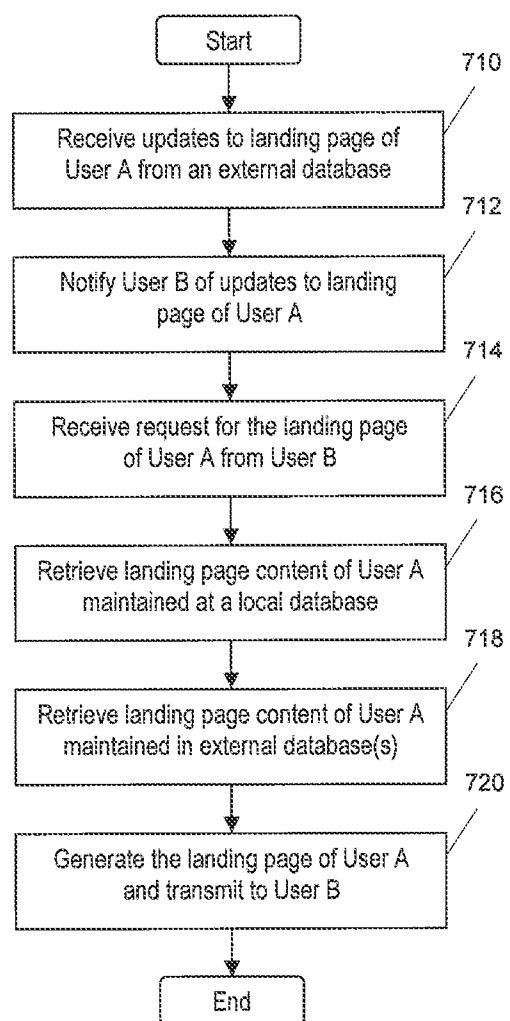 Start
710
Receive updates to landing page of
User A from an external database
712
Notify User B of updates to landing
page of User A
714
Receive request for the landing page
of User A from User B
716
Retrieve landing page content of User A
maintained at a local database
718
Retrieve landing page content of User A
maintained in external database(s)
720
Generate the landing page of User A
and transmit to User B
End